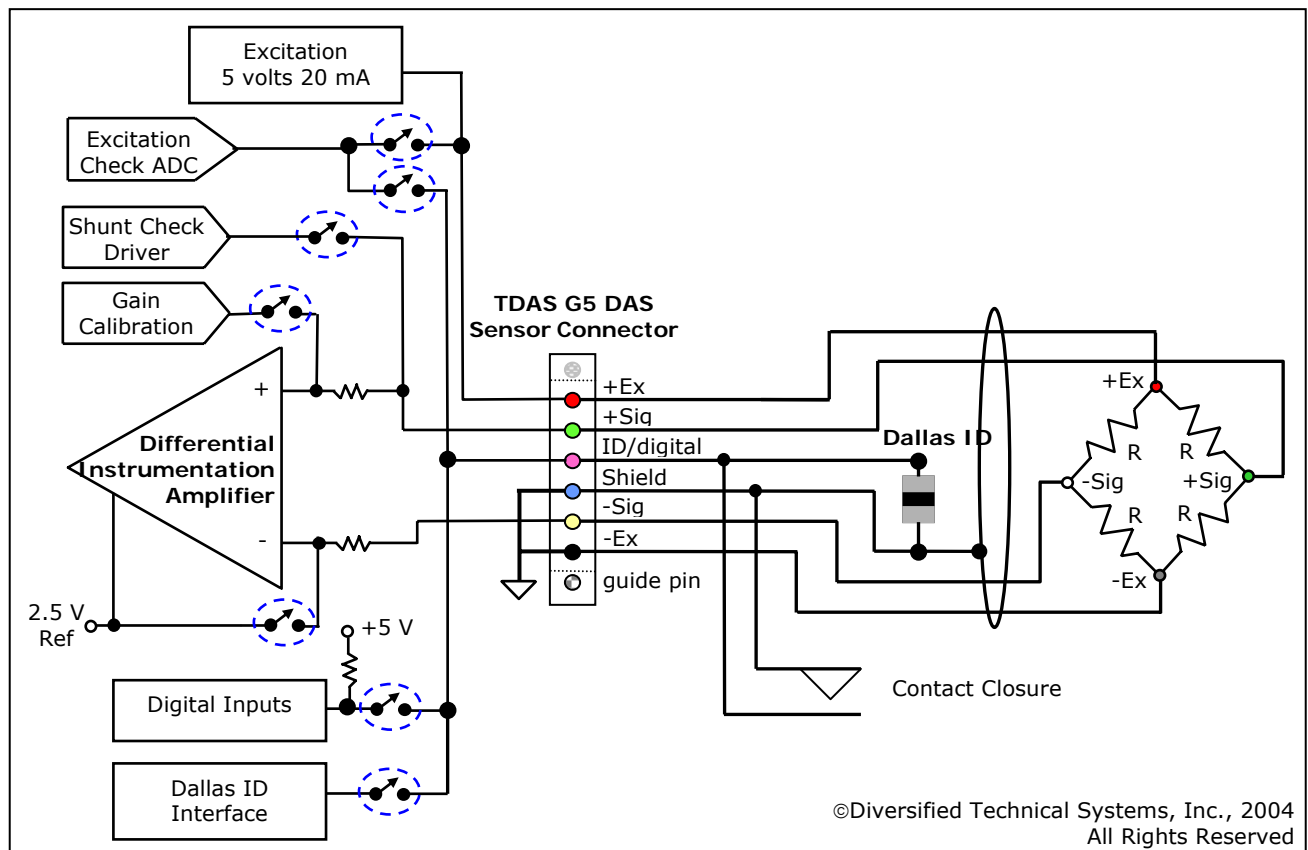 Excitation
5 volts 20 mA
Excitation
Check ADC
Shunt Check
Driver
Gain
Calibration
TDAS G5 DAS
Sensor Connector
+
Differential
Instrumentation
Amplifier
-
2.5 V
Ref
+5 V
Digital Inputs
Dallas ID
Interface
+Ex
+Sig
ID/digital
Shield
-Sig
-Ex
guide pin
Dallas ID
+Ex
R
R
-Sig
+Sig
R
R
-Ex
Contact Closure
©Diversified Technical Systems, Inc., 2004
All Rights Reserved